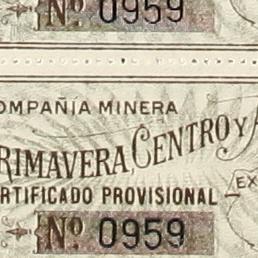 Nº 0959
OMPAÑIA MINERA
RIMAVERA, CENTRO Y A
RTIFICADO PROVISIONAL - EX
Nº 0959